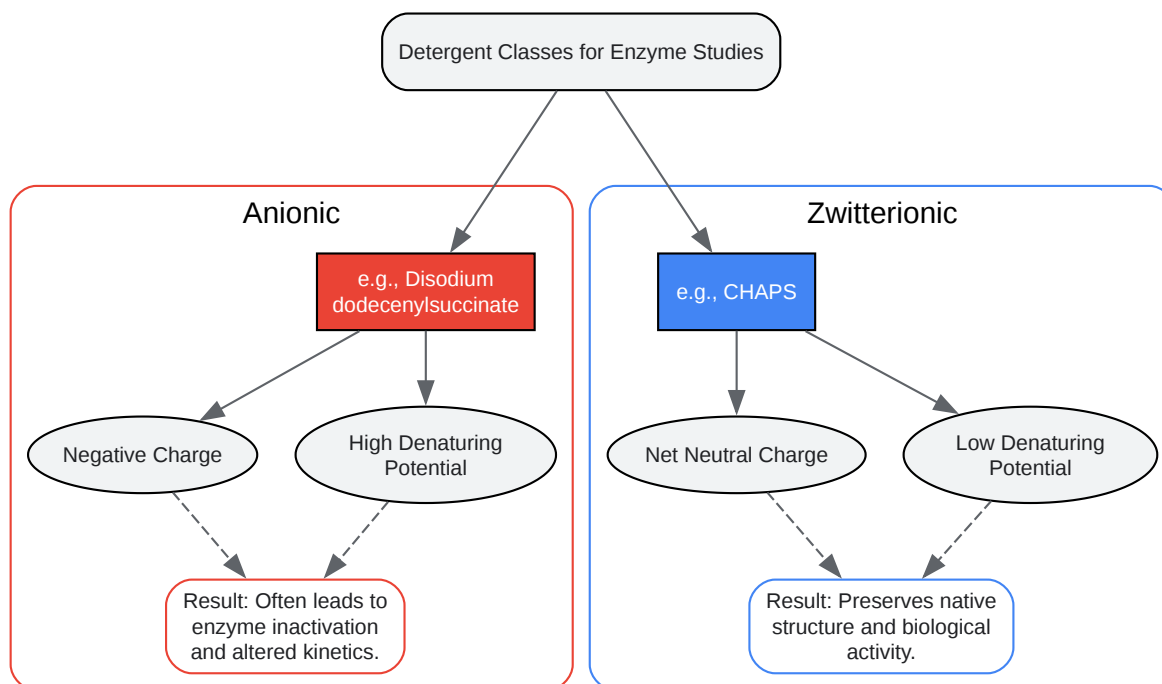 Detergent Classes for Enzyme Studies
Anionic
e.g., Disodium
dodecenylsuccinate
Negative Charge
High Denaturing
Potential
Result: Often leads to
enzyme inactivation
and altered kinetics.
Zwitterionic
e.g., CHAPS
Net Neutral Charge
Low Denaturing
Potential
Result: Preserves native
structure and biological
activity.